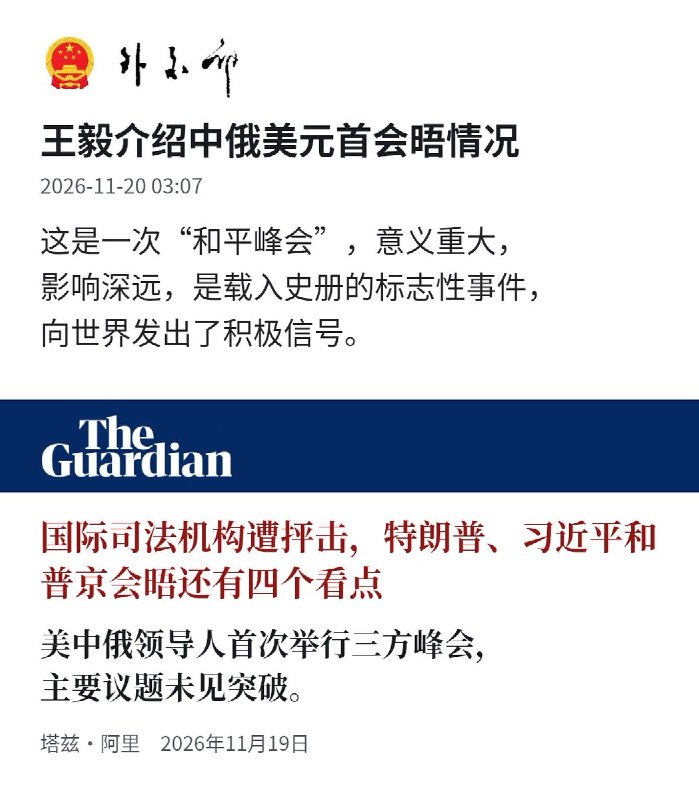 外交部
王毅介绍中俄美元首会晤情况
2026-11-20 03:07
这是一次“和平峰会”，意义重大，
影响深远，是载入史册的标志性事件，
向世界发出了积极信号。
The
Guardian
国际司法机构遭抨击，特朗普、习近平和
普京会晤还有四个看点
美中俄领导人首次举行三方峰会，
主要议题未见突破。
塔兹·阿里　2026年11月19日